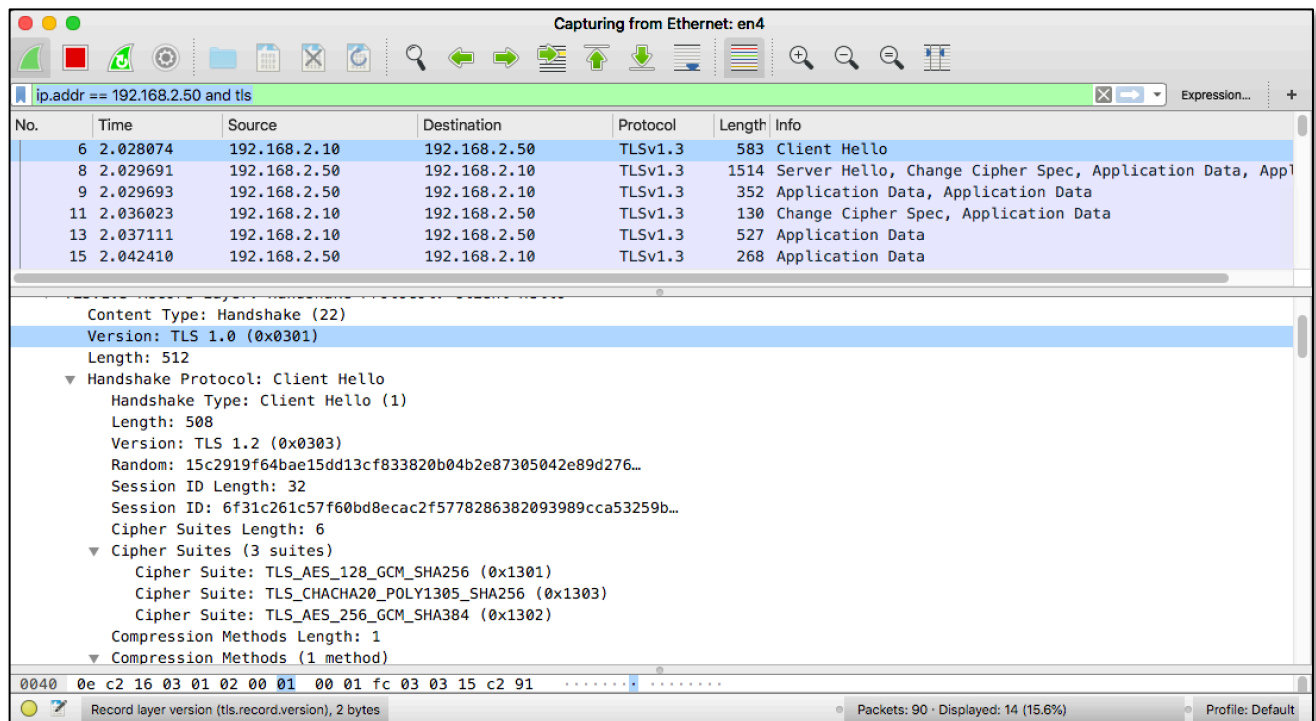 Capturing from Ethernet: en4
ip.addr == 192.168.2.50 and tls Expression... +
No. Time Source Destination Protocol Length Info
6 2.028074 192.168.2.10 192.168.2.50 TLSv1.3 583 Client Hello
8 2.029691 192.168.2.50 192.168.2.10 TLSv1.3 1514 Server Hello, Change Cipher Spec, Application Data, Appl
9 2.029693 192.168.2.50 192.168.2.10 TLSv1.3 352 Application Data, Application Data
11 2.036023 192.168.2.10 192.168.2.50 TLSv1.3 130 Change Cipher Spec, Application Data
13 2.037111 192.168.2.10 192.168.2.50 TLSv1.3 527 Application Data
15 2.042410 192.168.2.50 192.168.2.10 TLSv1.3 268 Application Data
Content Type: Handshake (22)
Version: TLS 1.0 (0x0301)
Length: 512
Handshake Protocol: Client Hello
Handshake Type: Client Hello (1)
Length: 508
Version: TLS 1.2 (0x0303)
Random: 15c2919f64bae15dd13cf833820b04b2e87305042e89d276…
Session ID Length: 32
Session ID: 6f31c261c57f60bd8ecac2f5778286382093989cca53259b…
Cipher Suites Length: 6
Cipher Suites (3 suites)
Cipher Suite: TLS_AES_128_GCM_SHA256 (0x1301)
Cipher Suite: TLS_CHACHA20_POLY1305_SHA256 (0x1303)
Cipher Suite: TLS_AES_256_GCM_SHA384 (0x1302)
Compression Methods Length: 1
Compression Methods (1 method)
0040 0e c2 16 03 01 02 00 01 00 01 fc 03 03 15 c2 91 ········ ········
Record layer version (tls.record.version), 2 bytes Packets: 90 · Displayed: 14 (15.6%) Profile: Default